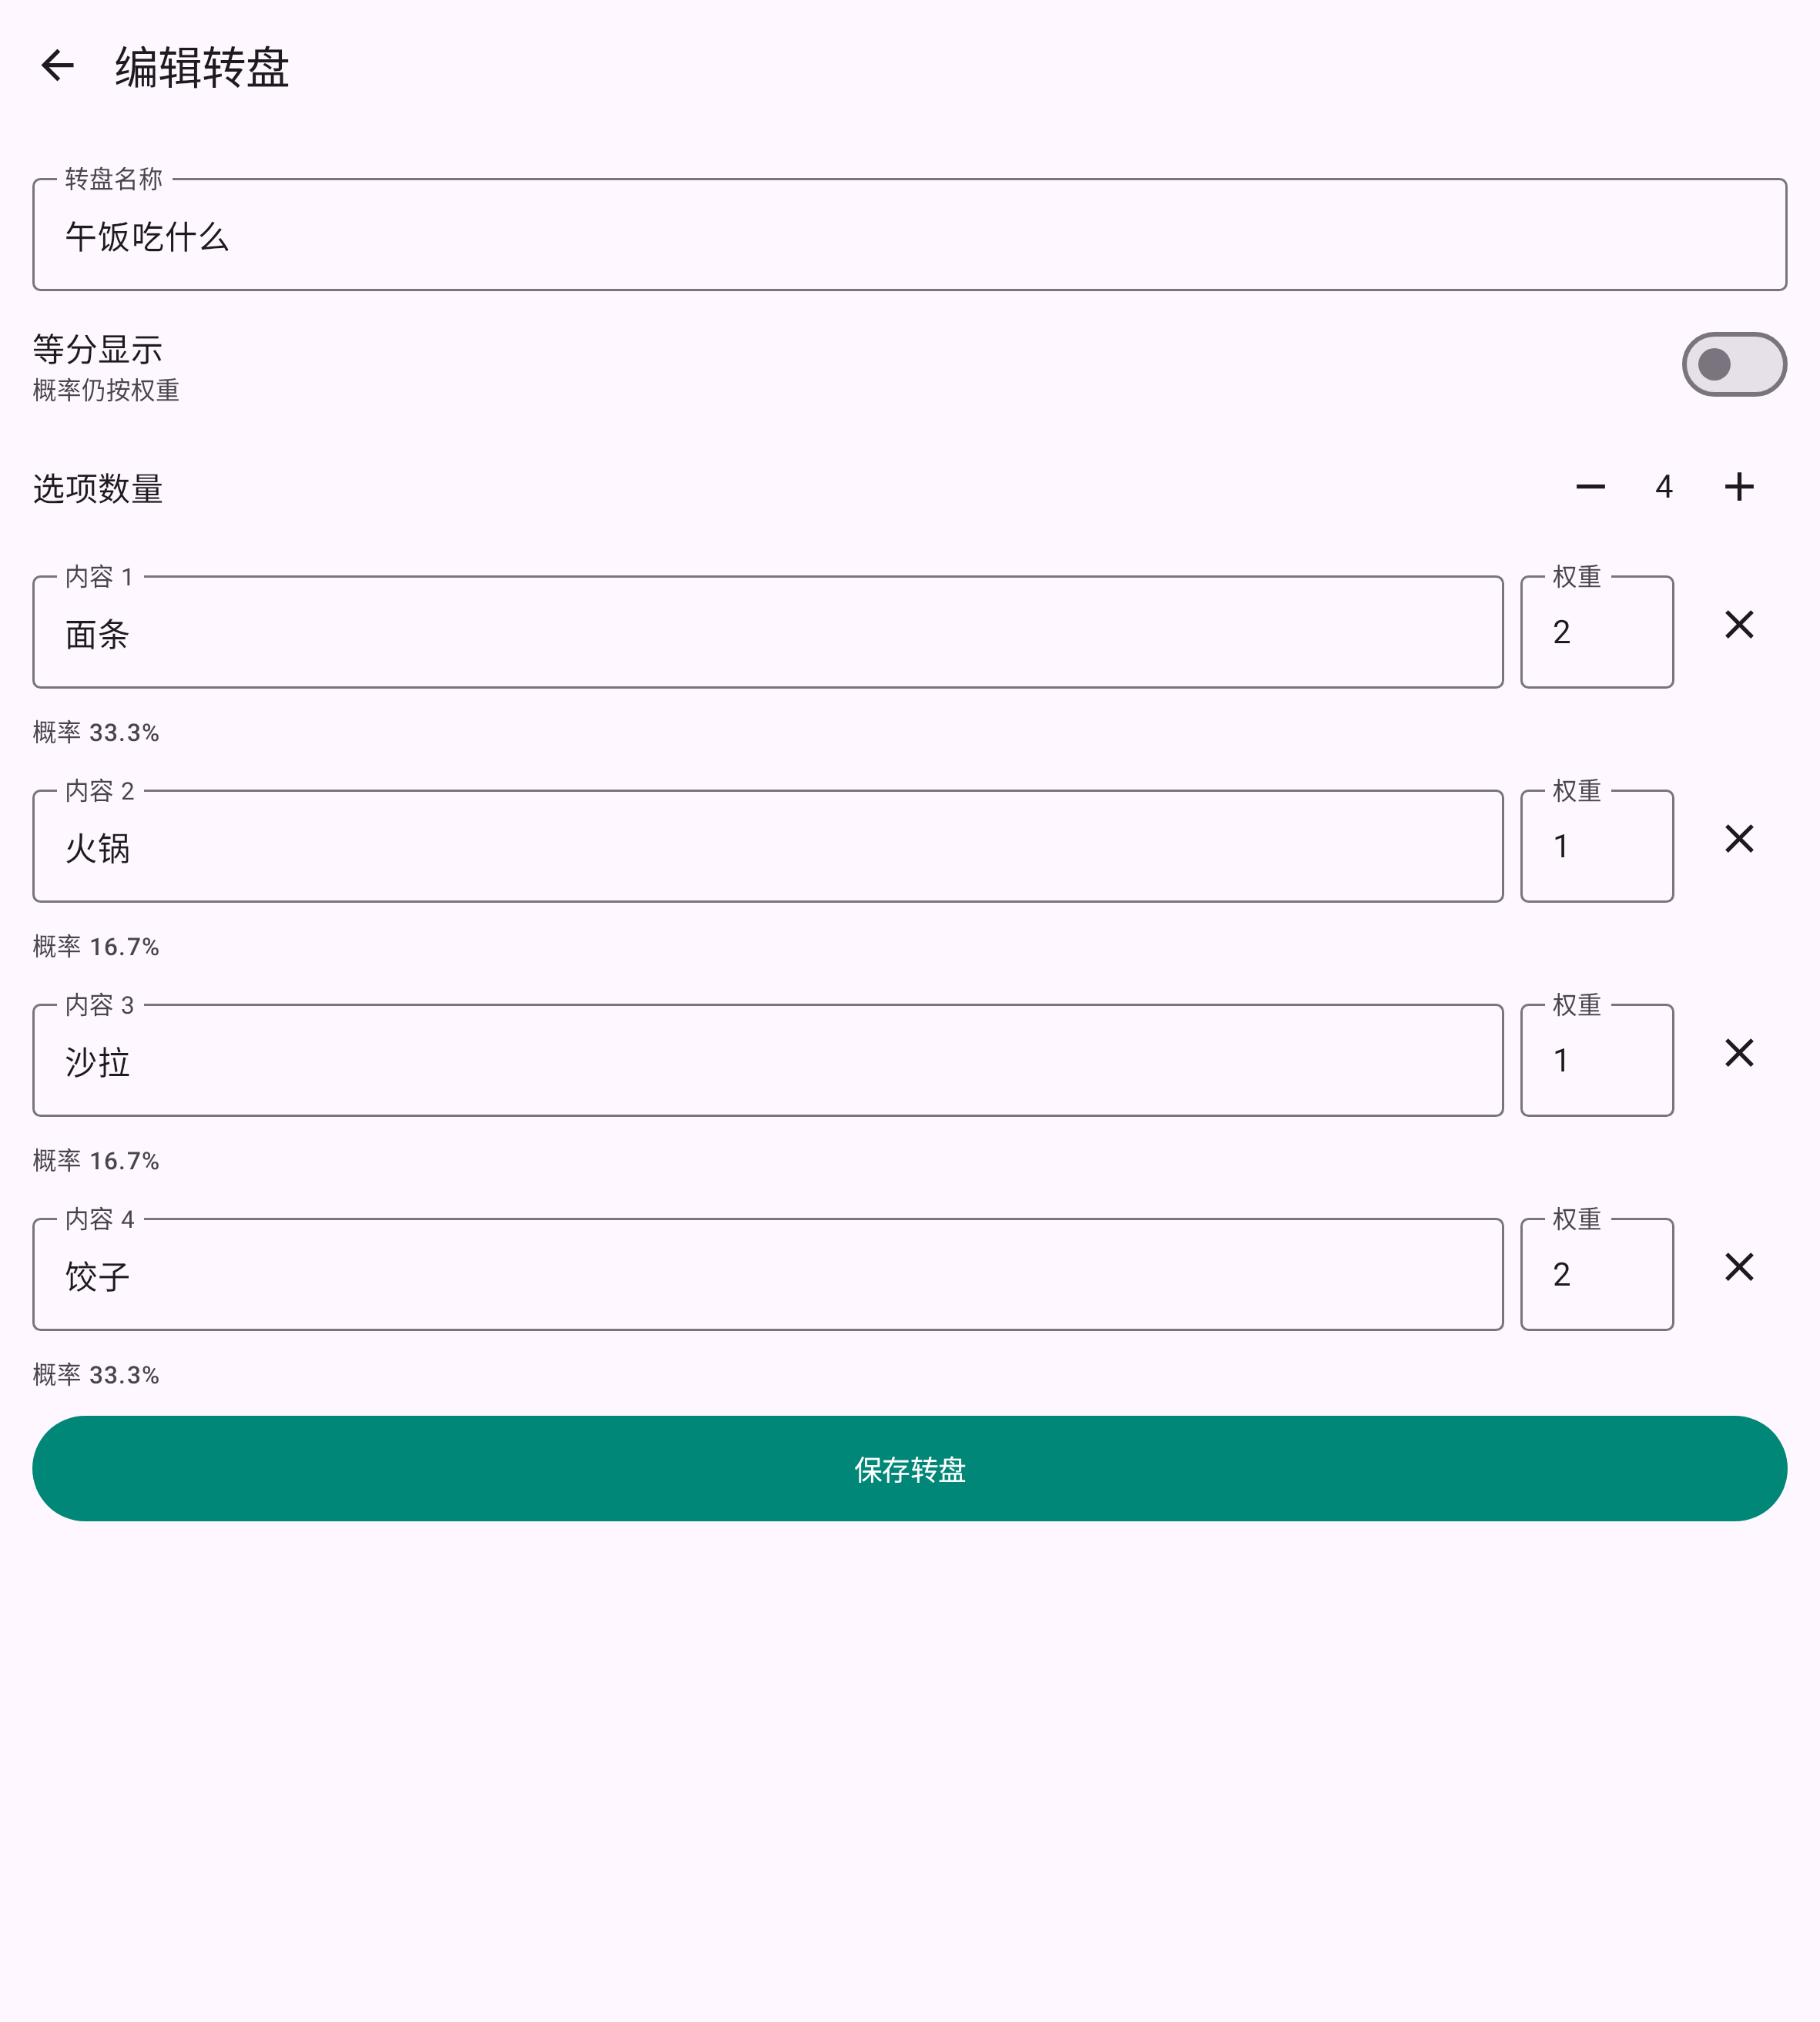 编辑转盘
转盘名称
午饭吃什么
等分显示
概率仍按权重
选项数量 4
内容 1 权重
面条 2
概率 33.3%
内容 2 权重
火锅 1
概率 16.7%
内容 3 权重
沙拉 1
概率 16.7%
内容 4 权重
饺子 2
概率 33.3%
保存转盘